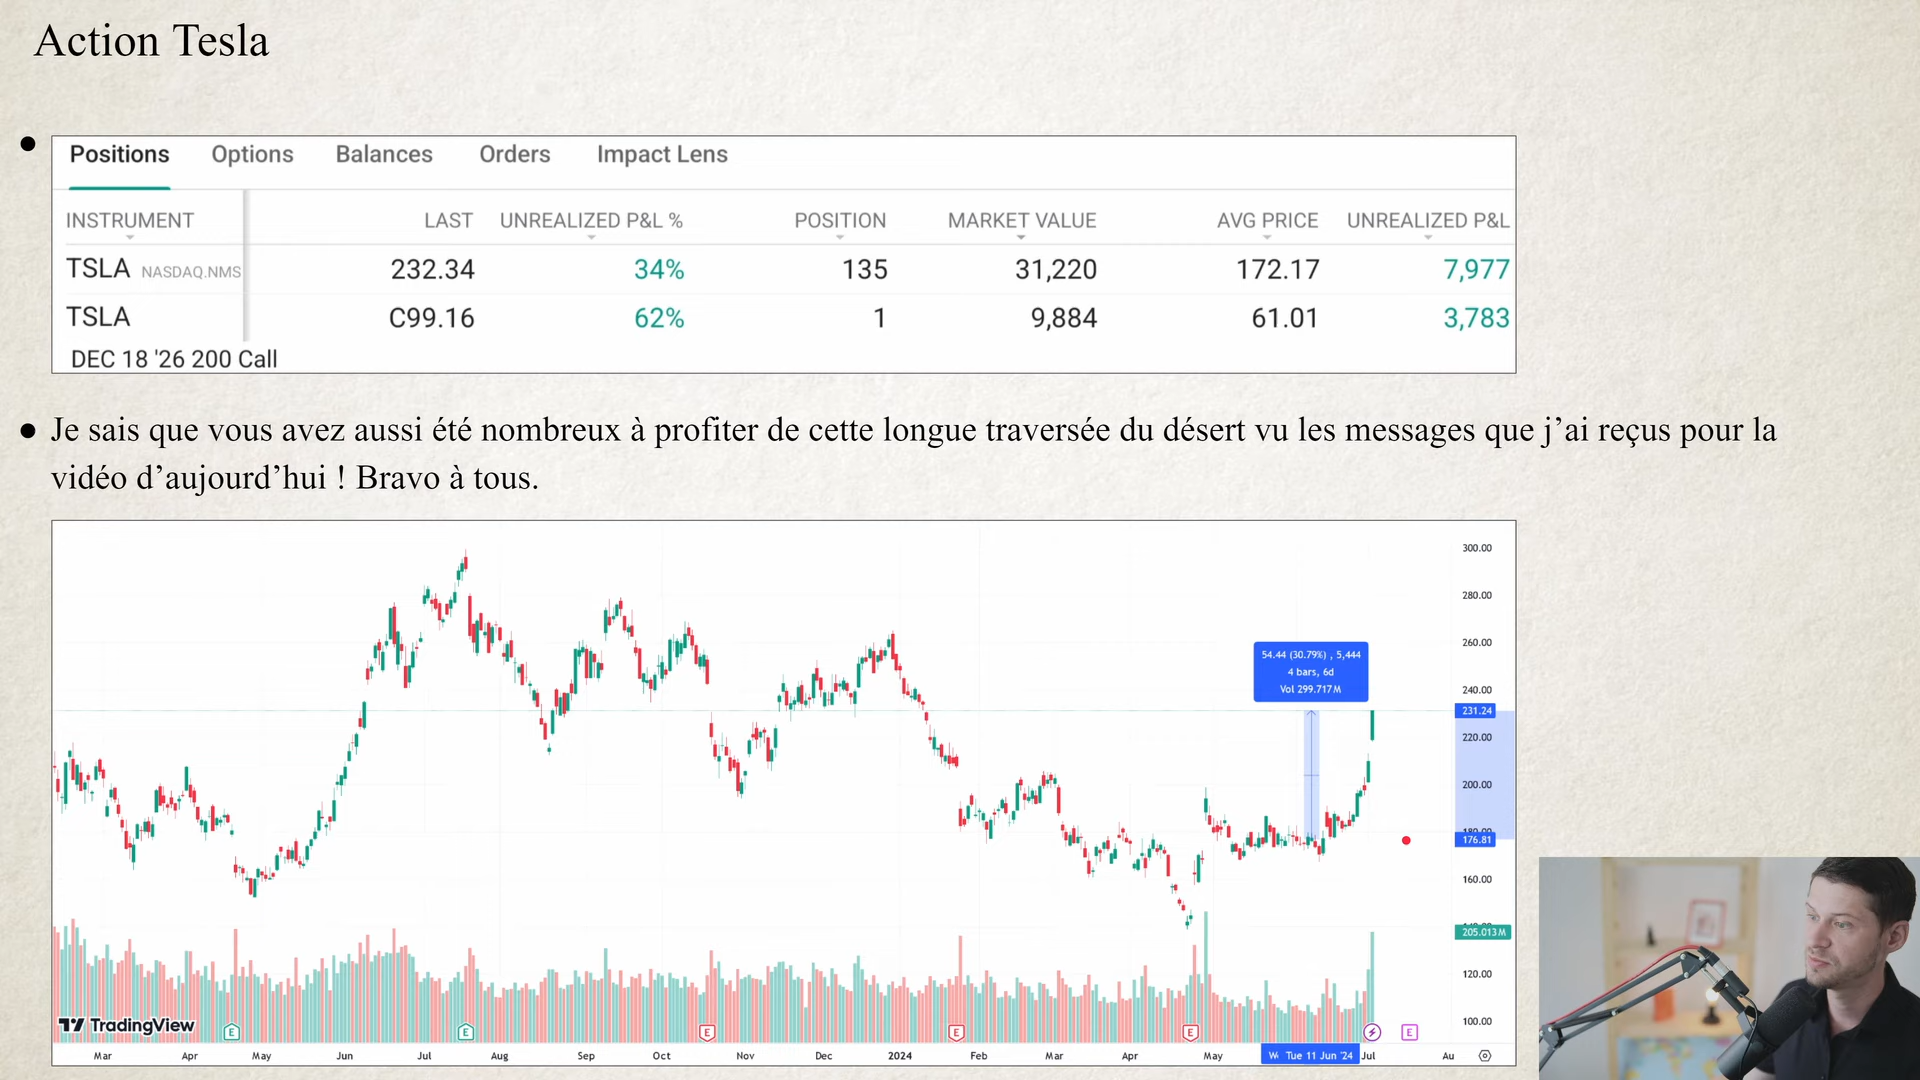 Action Tesla
Positions Options Balances Orders Impact Lens
INSTRUMENT LAST UNREALIZED P&L % POSITION MARKET VALUE AVG PRICE UNREALIZED P&L
TSLA NASDAQ.NMS 232.34 34% 135 31,220 172.17 7,977
TSLA C99.16 62% 1 9,884 61.01 3,783
DEC 18 '26 200 Call
● Je sais que vous avez aussi été nombreux à profiter de cette longue traversée du désert vu les messages que j’ai reçus pour la
vidéo d’aujourd’hui ! Bravo à tous.
300.00
280.00
260.00
54.44 (30.79%) , 5,444
4 bars, 6d
Vol 299.717M
240.00
231.24
220.00
200.00
176.81
160.00
205.013M
120.00
100.00
TradingView
E E E E E E
Mar Apr May Jun Jul Aug Sep Oct Nov Dec 2024 Feb Mar Apr May Tue 11 Jun '24 Jul Au